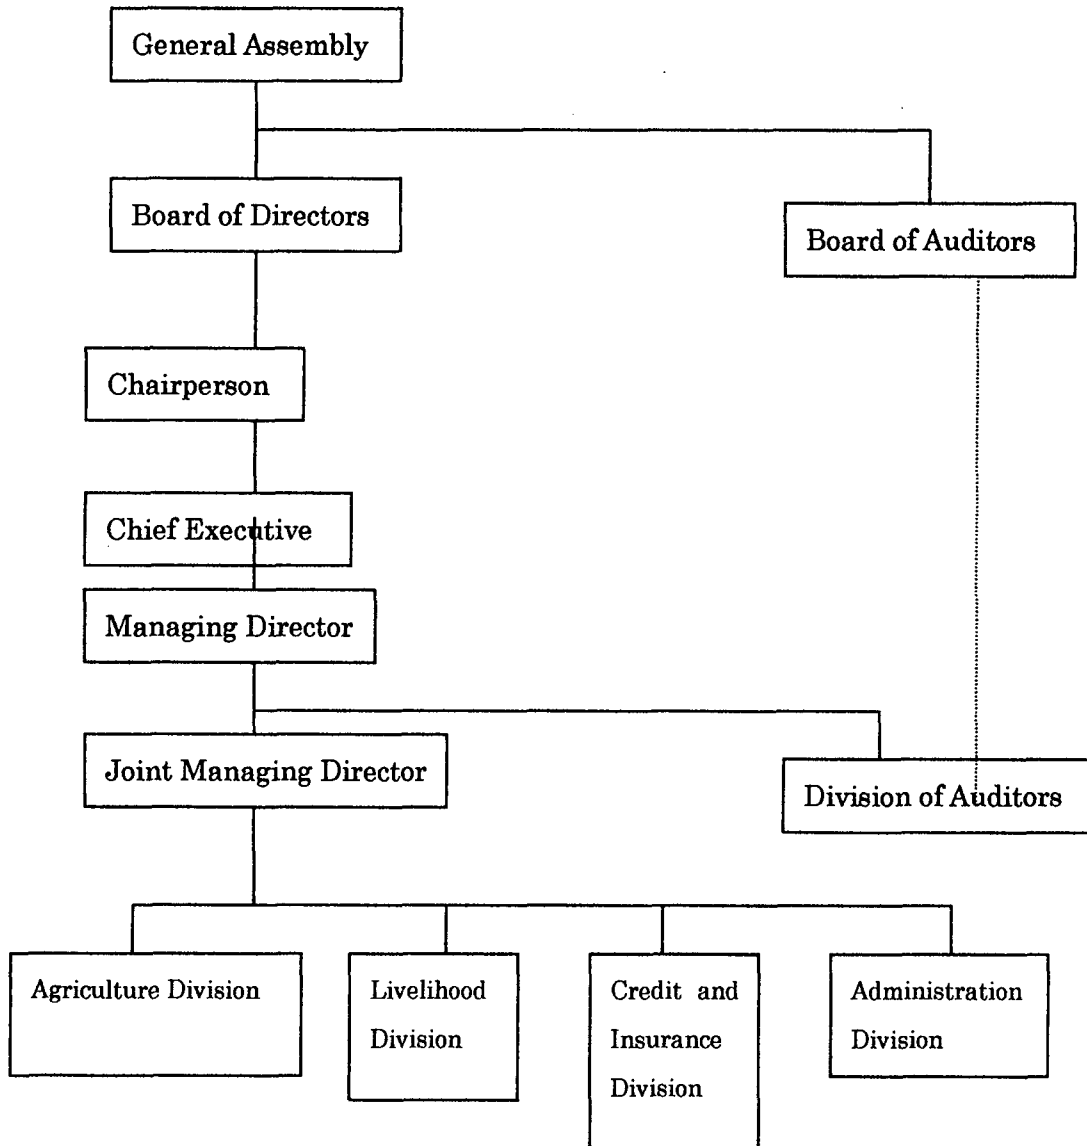 General Assembly
Board of Directors
Board of Auditors
Chairperson
Chief Executive
Managing Director
Joint Managing Director
Division of Auditors
Agriculture Division
Livelihood
Division
Credit and
Insurance
Division
Administration
Division